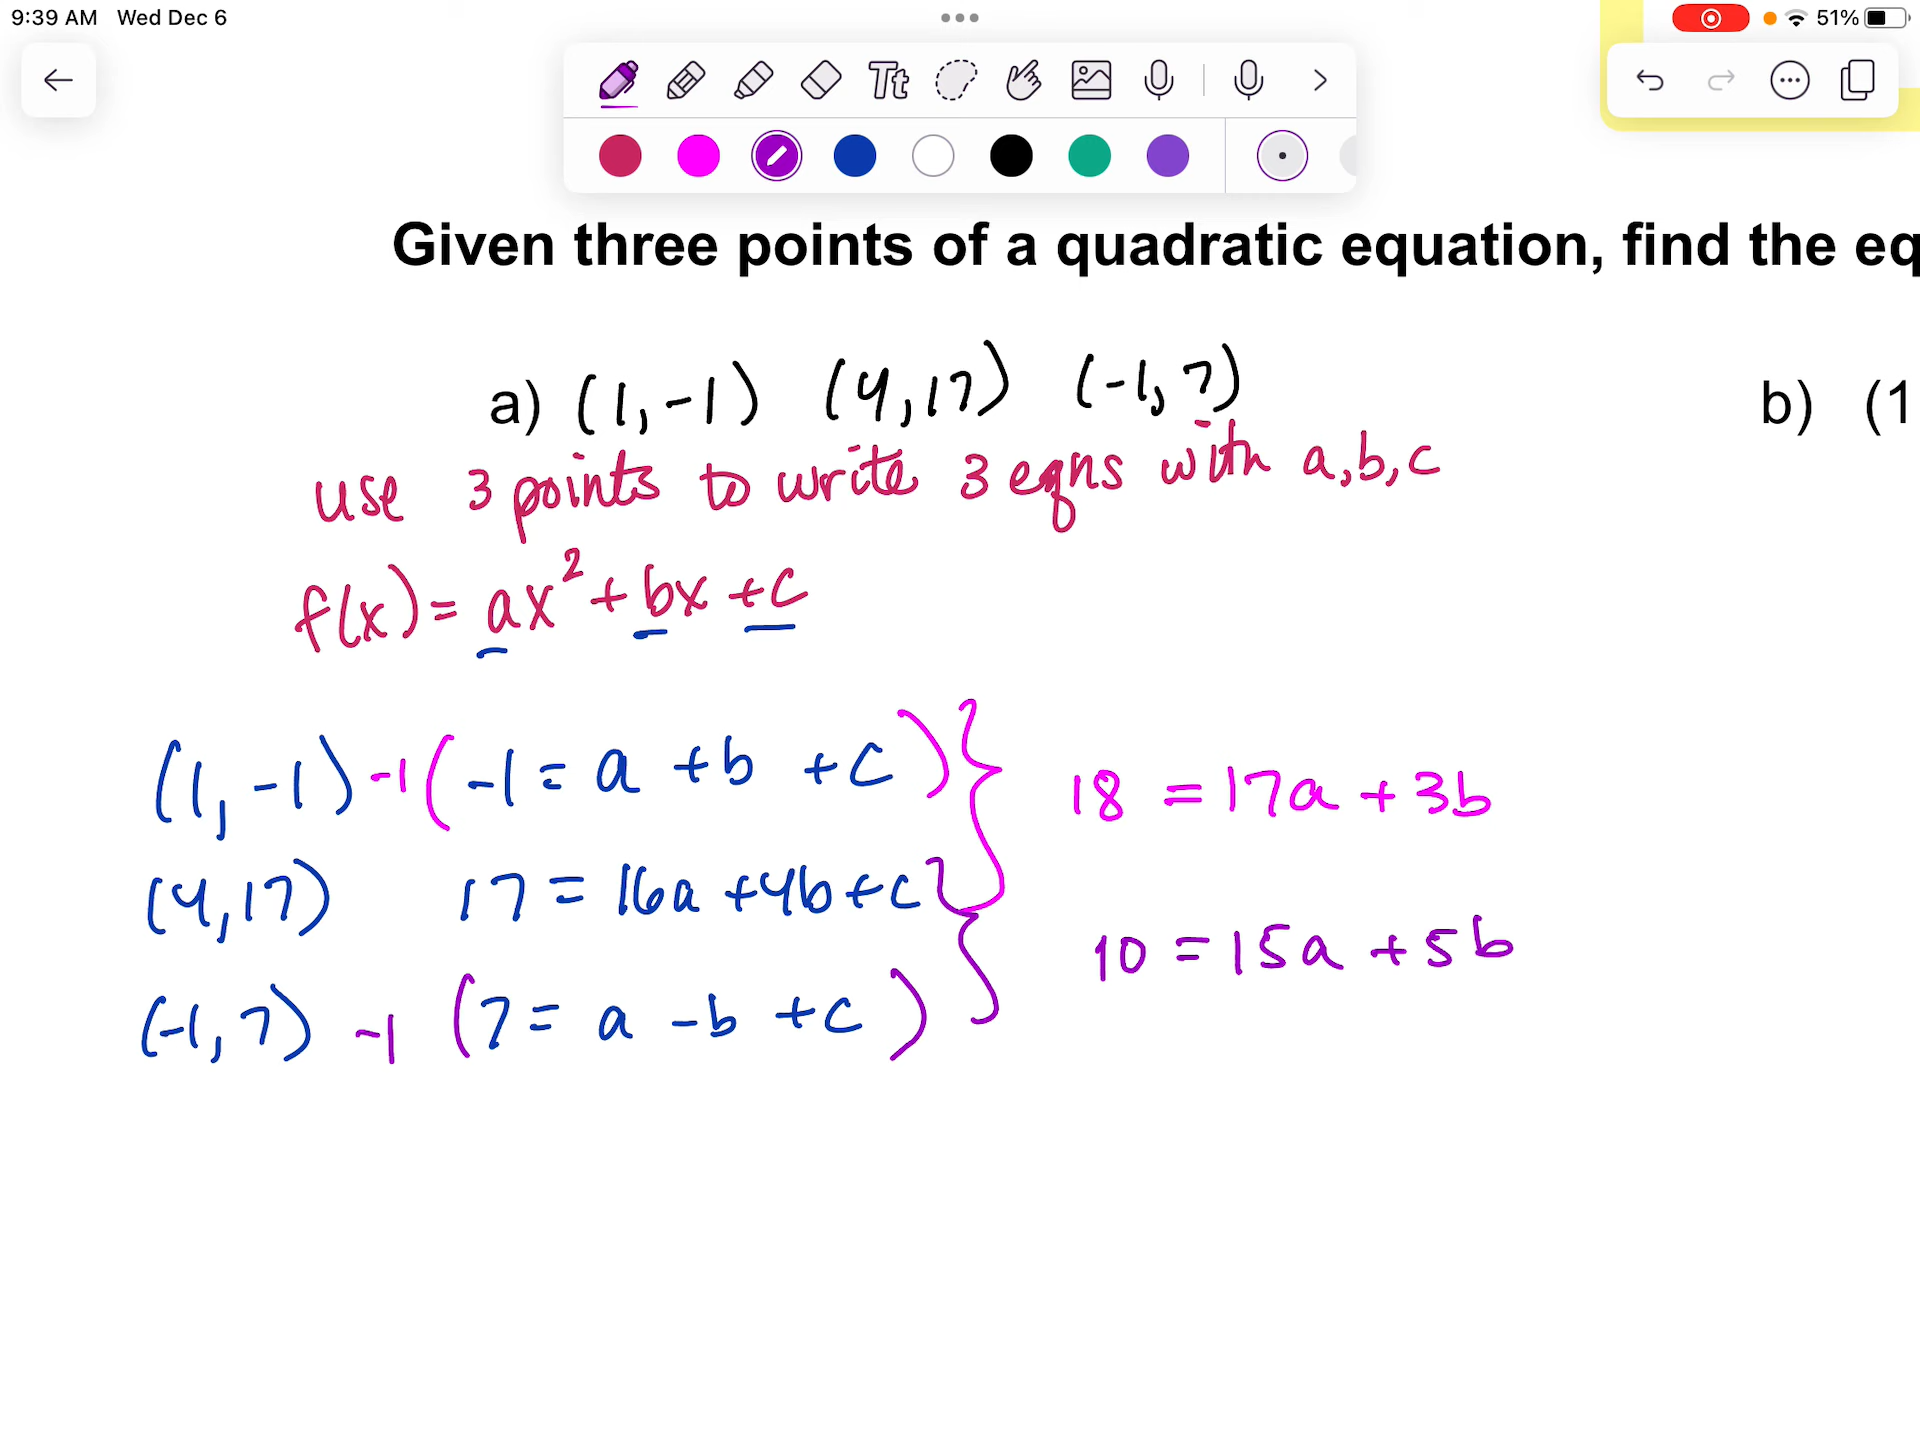 9:39 AM Wed Dec 6
51%
Tt
Given three points of a quadratic equation, find the eq
a) (1,-1) (4,17) (-1,7)
b) (1
use 3 points to write 3 eqns with a,b,c
f(x)= ax²+bx+c
(1,-1) -1(-1= a +b +c)
18 =17a+3b
(4,17) 17= 16a+4b+c
10=15a+5b
(-1,7) -1 (7= a -b +c)